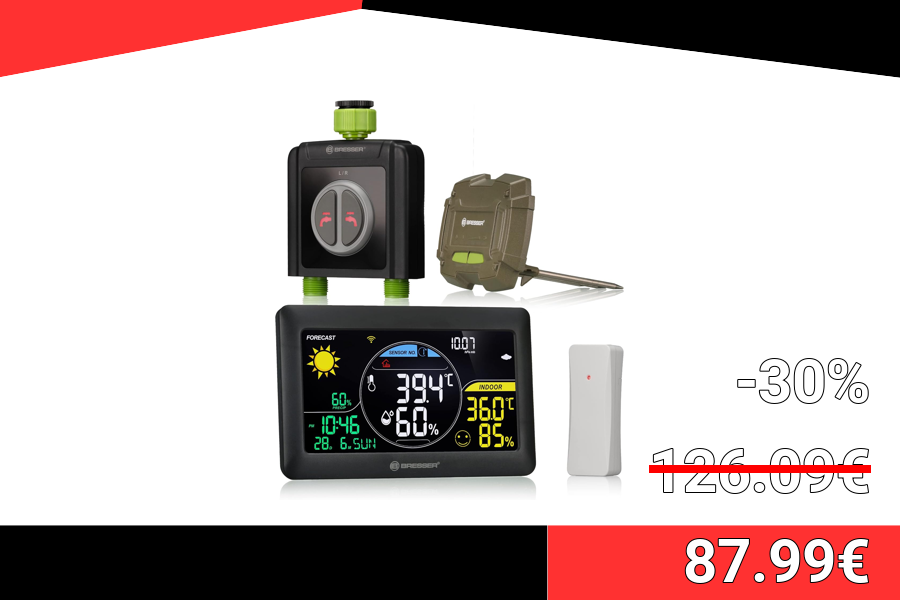 BRESSER
L/R
BRESSER
FORECAST
SENSOR NO.
10.07
39.4°C
INDOOR
60%
60%
36.0°C
PM 10:46
85%
28. 6.SUN
BRESSER
-30%
126.09€
87.99€